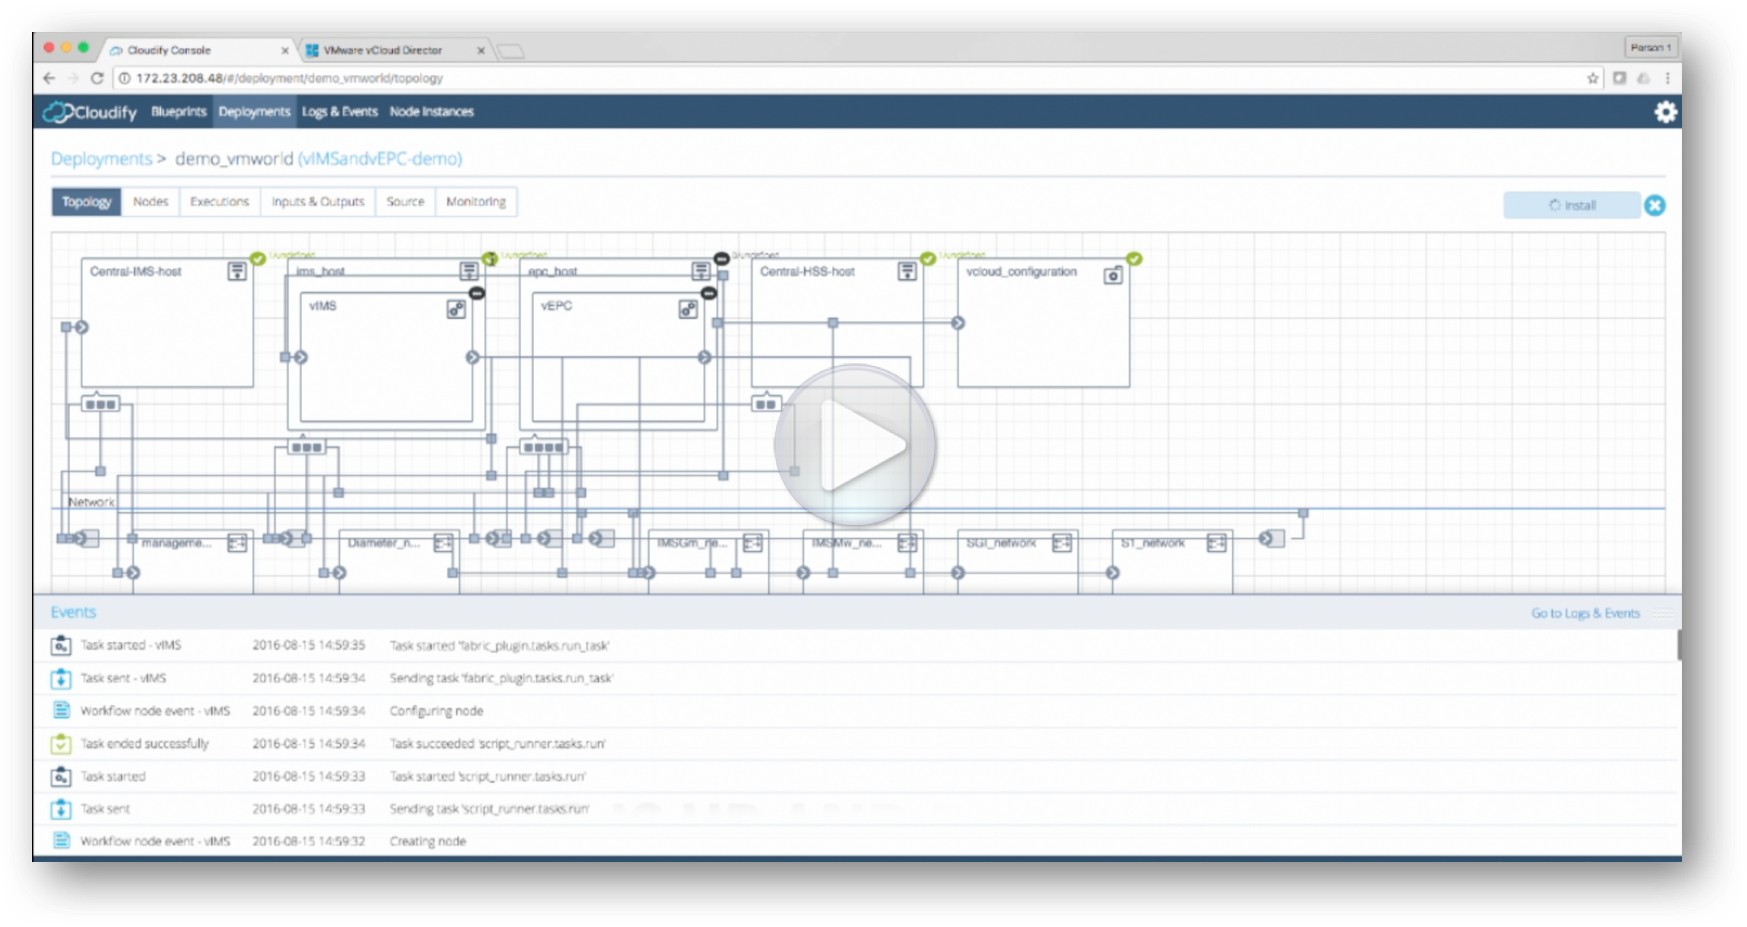 Cloudify Console
VMware vCloud Director
Person 1
172.23.208.48/#/deployment/demo_vmworld/topology
Cloudify Blueprints Deployments Logs & Events Node Instances
Deployments > demo_vmworld (vIMSandvEPC-demo)
Topology Nodes Executions Inputs & Outputs Source Monitoring
Install
Central-IMS-host
ims_host
epc_host
Central-HSS-host
vcloud_configuration
vIMS
vEPC
Network
manageme...
Diameter_n...
IMSGm_ne...
IMSMw_ne...
SGI_network
S1_network
Events
Go to Logs & Events
Task started - vIMS 2016-08-15 14:59:35 Task started 'fabric_plugin.tasks.run_task'
Task sent - vIMS 2016-08-15 14:59:34 Sending task 'fabric_plugin.tasks.run_task'
Workflow node event - vIMS 2016-08-15 14:59:34 Configuring node
Task ended successfully 2016-08-15 14:59:34 Task succeeded 'script_runner.tasks.run'
Task started 2016-08-15 14:59:33 Task started 'script_runner.tasks.run'
Task sent 2016-08-15 14:59:33 Sending task 'script_runner.tasks.run'
Workflow node event - vIMS 2016-08-15 14:59:32 Creating node